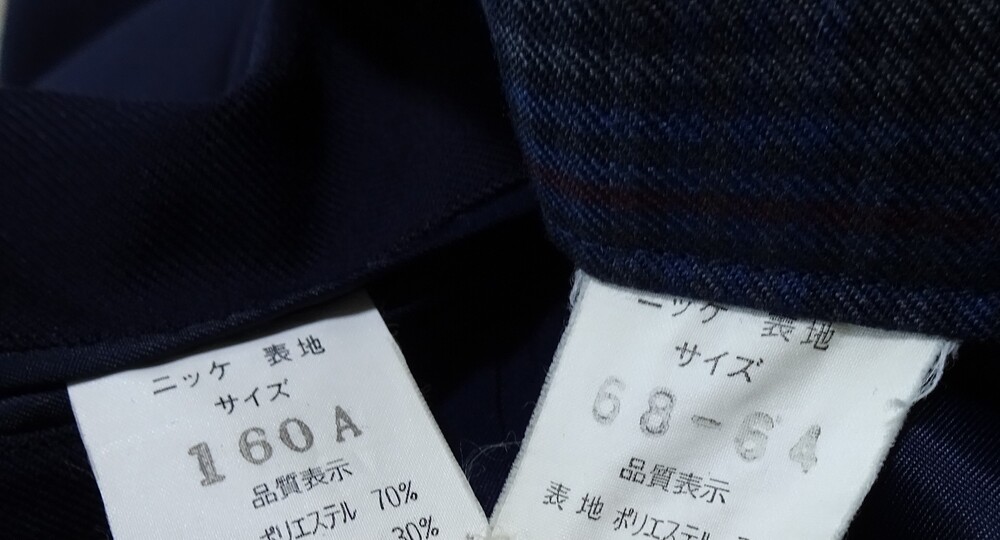 ニッケ 表地
サイズ
160A
品質表示
ポリエステル 70%
30%
ニッケ 表地
サイズ
68-64
品質表示
表地 ポリエステル